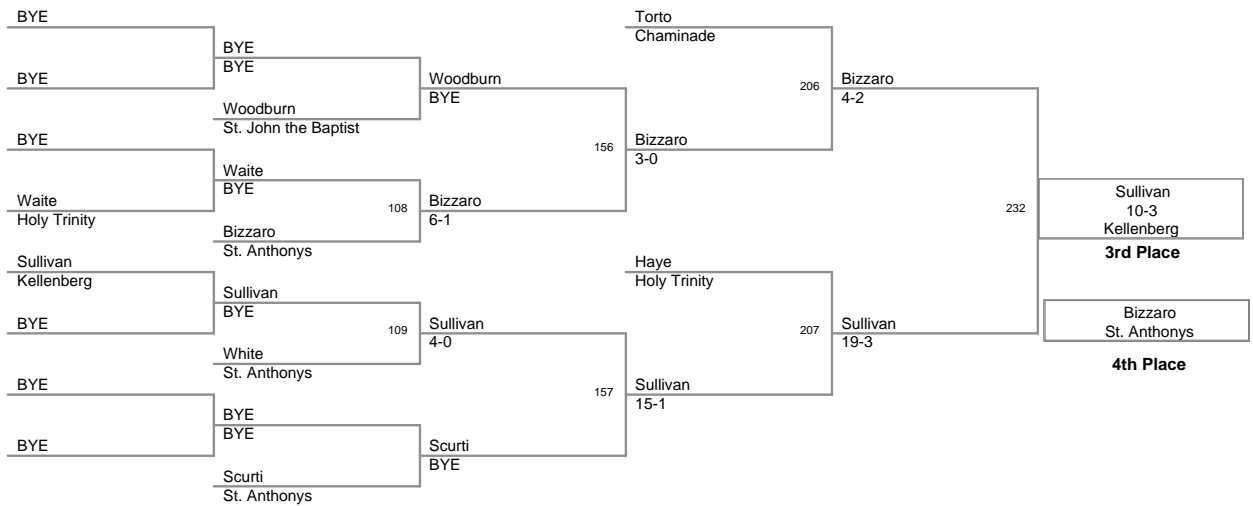 BYE
BYE
BYE
Waite
Holy Trinity
Sullivan
Kellenberg
BYE
BYE
BYE
BYE
BYE
Woodburn
St. John the Baptist
Waite
BYE
Bizzaro
St. Anthonys
Sullivan
BYE
White
St. Anthonys
BYE
BYE
Scurti
St. Anthonys
108
109
Woodburn
BYE
Bizzaro
6-1
Sullivan
4-0
Scurti
BYE
156
157
Torto
Chaminade
Bizzaro
3-0
Haye
Holy Trinity
Sullivan
15-1
206
207
Bizzaro
4-2
Sullivan
19-3
232
Sullivan
10-3
Kellenberg
3rd Place
Bizzaro
St. Anthonys
4th Place